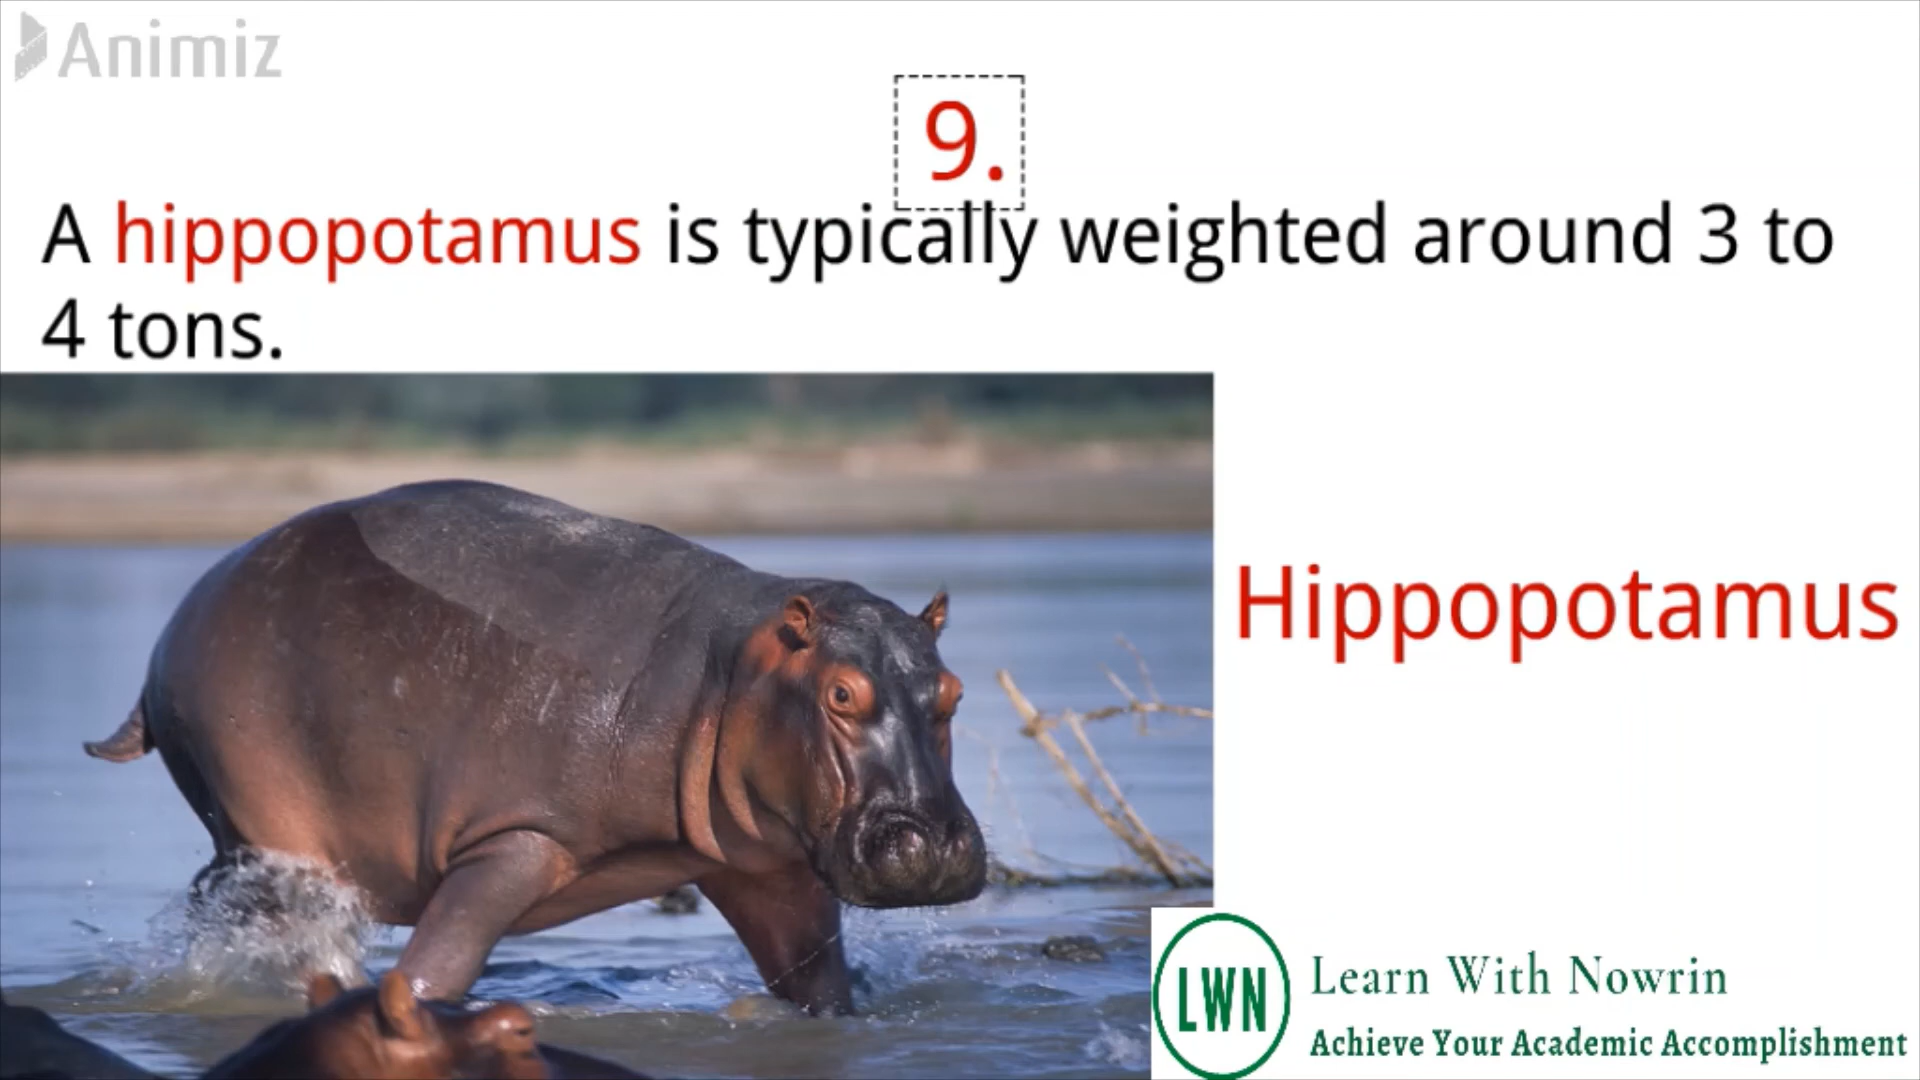 Animiz
9.
A hippopotamus is typically weighted around 3 to
4 tons.
Hippopotamus
LWN
Learn With Nowrin
Achieve Your Academic Accomplishment